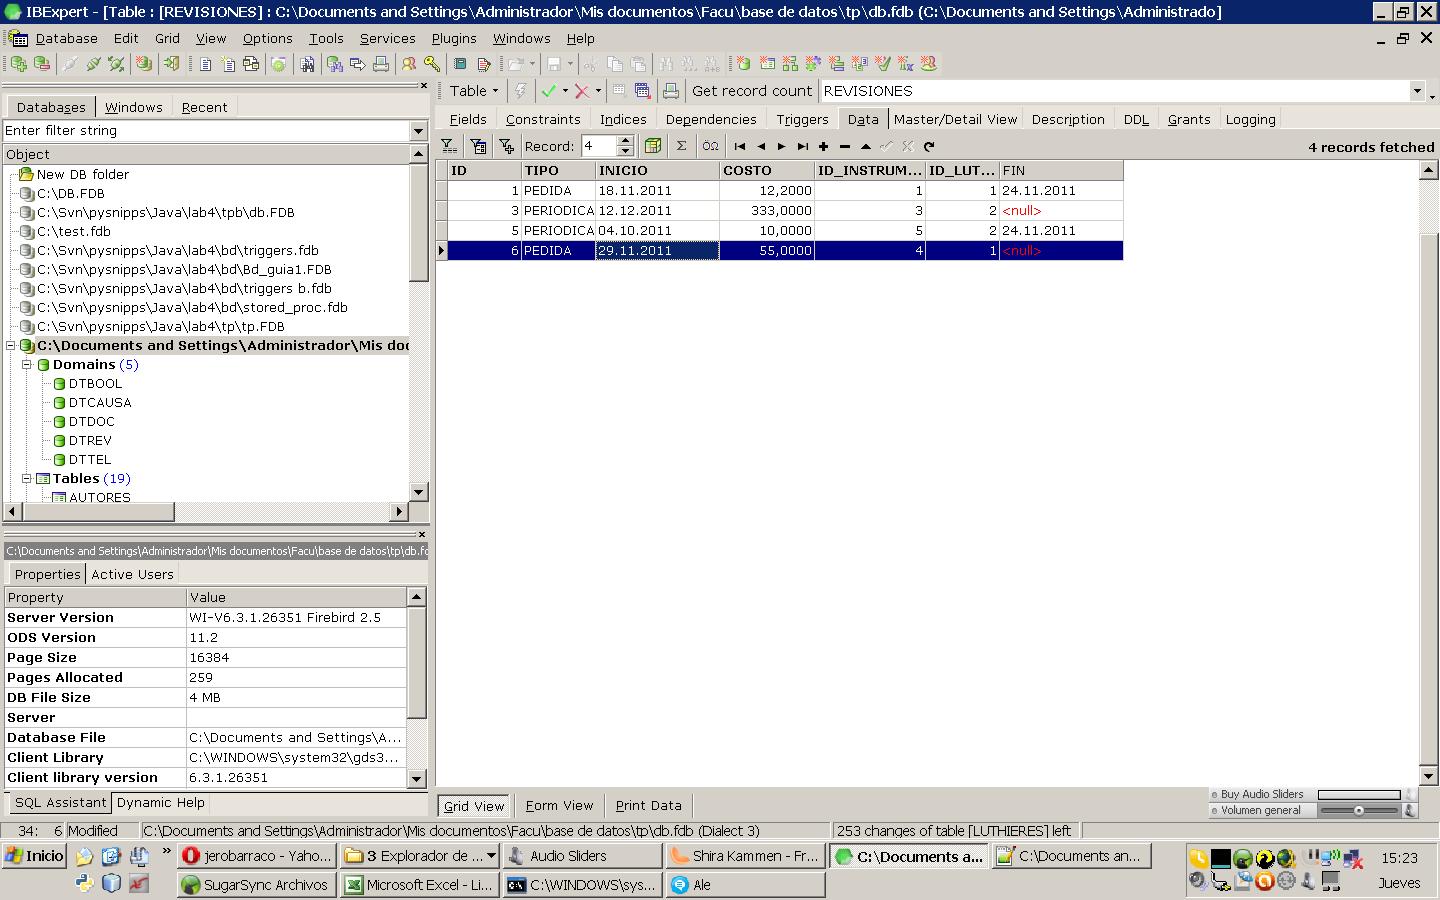 IBExpert - [Table : [REVISIONES] : C:\Documents and Settings\Administrador\Mis documentos\Facu\base de datos\tp\db.fdb (C:\Documents and Settings\Administrado]
Database Edit Grid View Options Tools Services Plugins Windows Help
Databases Windows Recent
Enter filter string
Object
New DB folder
C:\DB.FDB
C:\Svn\pysnipps\Java\lab4\tpb\db.FDB
C:\test.fdb
C:\Svn\pysnipps\Java\lab4\bd\triggers.fdb
C:\Svn\pysnipps\Java\lab4\bd\Bd_guia1.FDB
C:\Svn\pysnipps\Java\lab4\bd\triggers b.fdb
C:\Svn\pysnipps\Java\lab4\bd\stored_proc.fdb
C:\Svn\pysnipps\Java\lab4\tp\tp.FDB
C:\Documents and Settings\Administrador\Mis doc
Domains (5)
DTBOOL
DTCAUSA
DTDOC
DTREV
DTTEL
Tables (19)
AUTORES
C:\Documents and Settings\Administrador\Mis documentos\Facu\base de datos\tp\db.fd
Properties Active Users
Property Value
Server Version WI-V6.3.1.26351 Firebird 2.5
ODS Version 11.2
Page Size 16384
Pages Allocated 259
DB File Size 4 MB
Server
Database File C:\Documents and Settings\A...
Client Library C:\WINDOWS\system32\gds3...
Client library version 6.3.1.26351
SQL Assistant Dynamic Help
Table Get record count REVISIONES
Fields Constraints Indices Dependencies Triggers Data Master/Detail View Description DDL Grants Logging
Record: 4 Σ ÖΩ 4 records fetched
ID TIPO INICIO COSTO ID_INSTRUM... ID_LUT... FIN
1 PEDIDA 18.11.2011 12,2000 1 1 24.11.2011
3 PERIODICA 12.12.2011 333,0000 3 2 <null>
5 PERIODICA 04.10.2011 10,0000 5 2 24.11.2011
6 PEDIDA 29.11.2011 55,0000 4 1 <null>
Buy Audio Sliders
Volumen general
Grid View Form View Print Data
34: 6 Modified C:\Documents and Settings\Administrador\Mis documentos\Facu\base de datos\tp\db.fdb (Dialect 3) 253 changes of table [LUTHIERES] left
Inicio » jerobarraco - Yaho... 3 Explorador de ... Audio Sliders Shira Kammen - Fr... C:\Documents a... C:\Documents an... 15:23
SugarSync Archivos Microsoft Excel - Li... C:\WINDOWS\sys... Ale Jueves